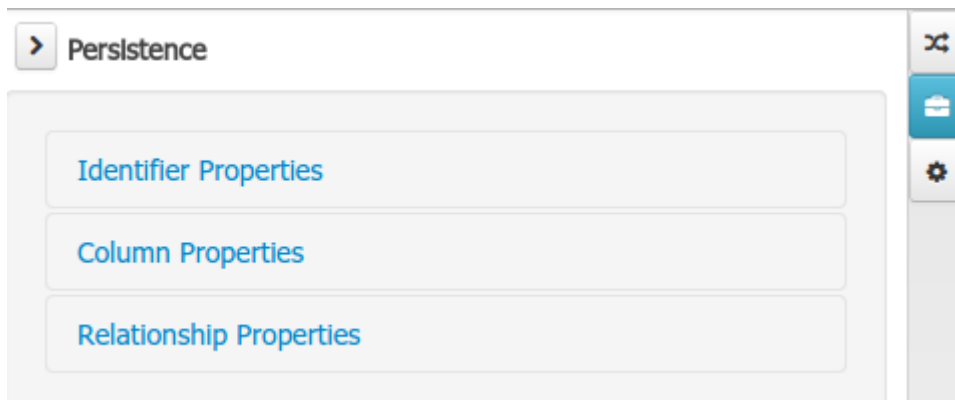 Persistence
Identifier Properties
Column Properties
Relationship Properties